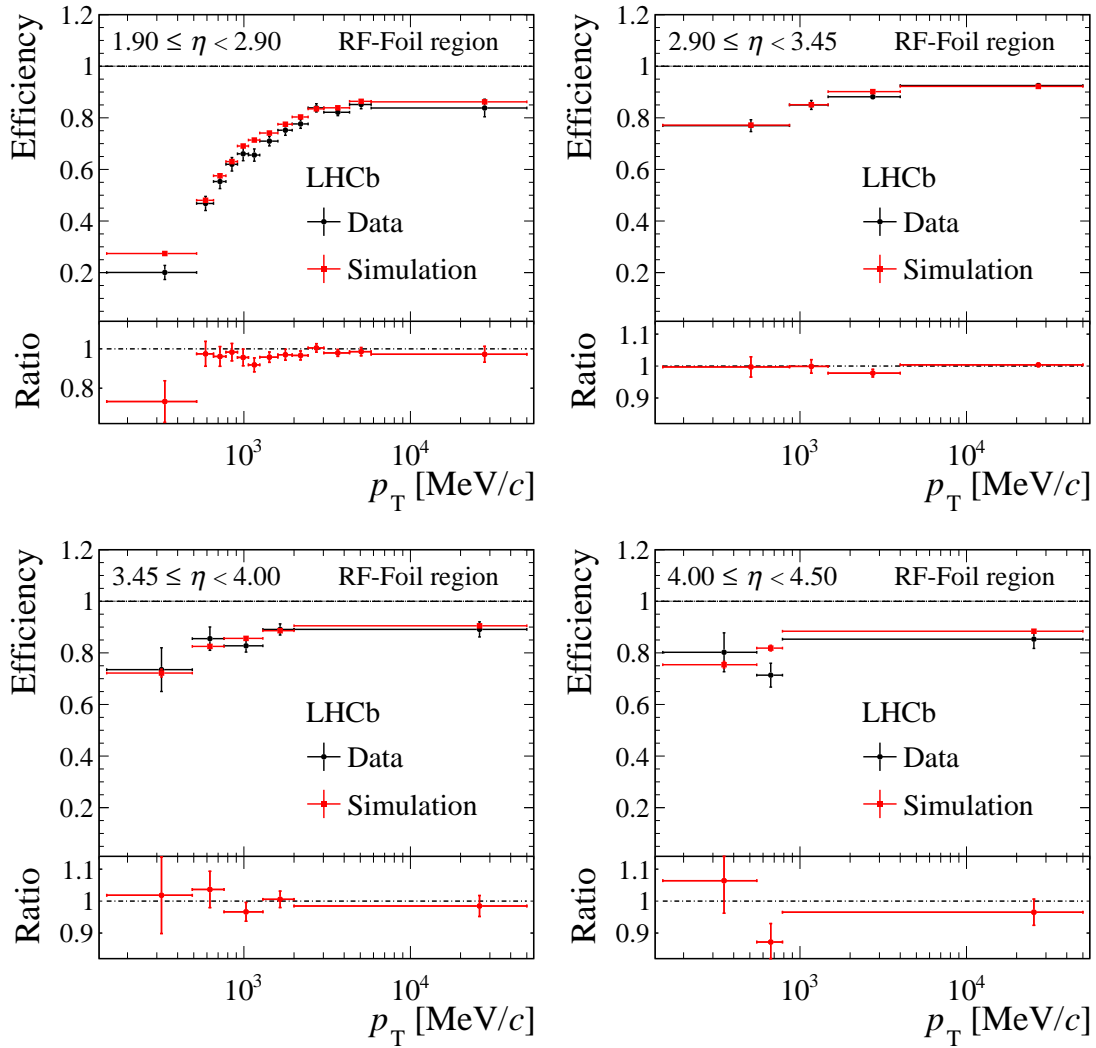 1.2
1.90 ≤ η < 2.90 RF-Foil region
1
0.8
0.6
0.4
0.2
Efficiency
LHCb
Data
Simulation
1
0.8
Ratio
10³ 10⁴
p_T [MeV/c]
1.2
2.90 ≤ η < 3.45 RF-Foil region
1
0.8
0.6
0.4
0.2
Efficiency
LHCb
Data
Simulation
1.1
1
0.9
Ratio
10³ 10⁴
p_T [MeV/c]
1.2
3.45 ≤ η < 4.00 RF-Foil region
1
0.8
0.6
0.4
0.2
Efficiency
LHCb
Data
Simulation
1.1
1
0.9
Ratio
10³ 10⁴
p_T [MeV/c]
1.2
4.00 ≤ η < 4.50 RF-Foil region
1
0.8
0.6
0.4
0.2
Efficiency
LHCb
Data
Simulation
1.1
1
0.9
Ratio
10³ 10⁴
p_T [MeV/c]